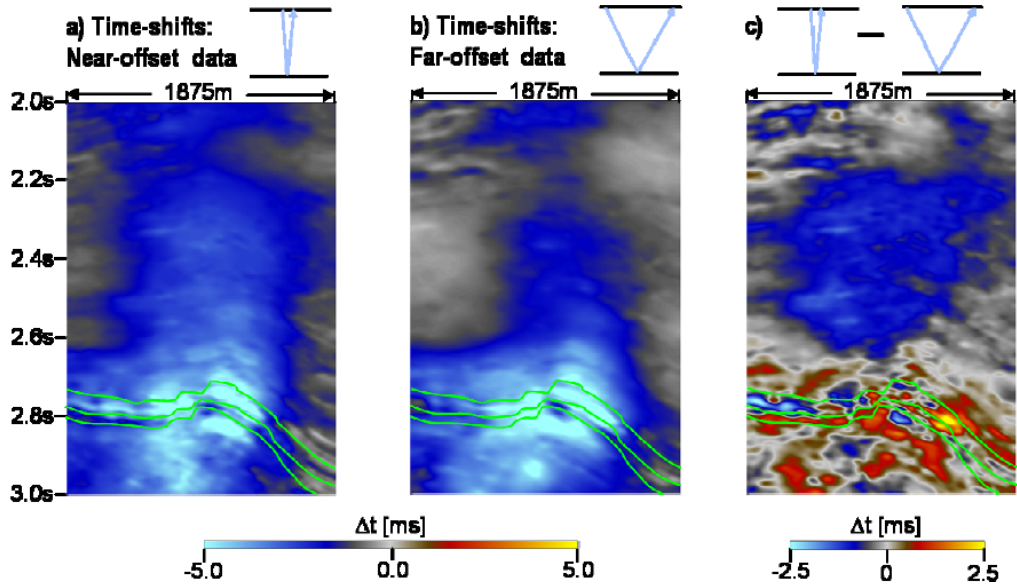 a) Time-shifts:
Near-offset data
b) Time-shifts:
Far-offset data
c)
1875m
1875m
1875m
2.0s
2.2s
2.4s
2.6s
2.8s
3.0s
Δt [ms]
-5.0
0.0
5.0
Δt [ms]
-2.5
0
2.5